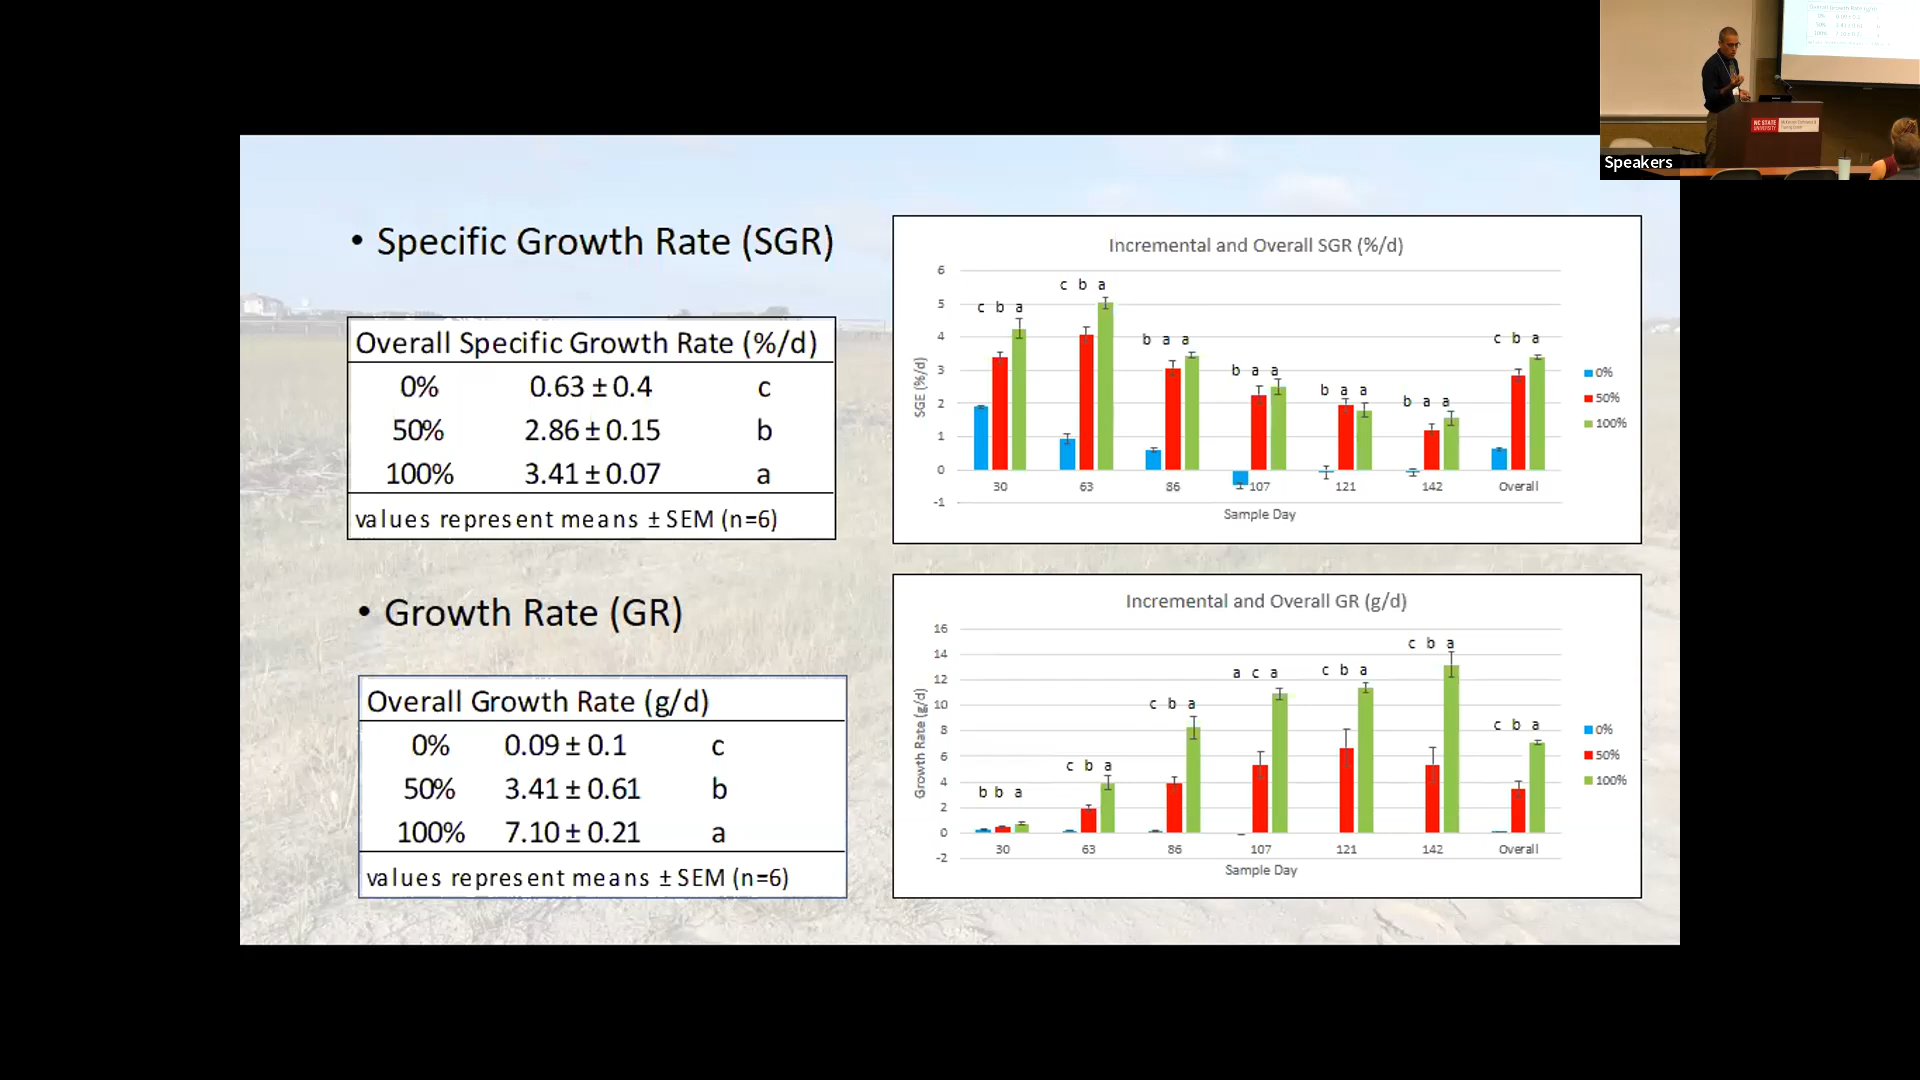 • Specific Growth Rate (SGR)
Overall Specific Growth Rate (%/d)
0% 0.63 ± 0.4 c
50% 2.86 ± 0.15 b
100% 3.41 ± 0.07 a
values represent means ± SEM (n=6)
• Growth Rate (GR)
Overall Growth Rate (g/d)
0% 0.09 ± 0.1 c
50% 3.41 ± 0.61 b
100% 7.10 ± 0.21 a
values represent means ± SEM (n=6)
Incremental and Overall SGR (%/d)
6
5
4
3
2
1
0
-1
SGE (%/d)
c b a
c b a
b a a
b a a
b a a
b a a
c b a
30 63 86 107 121 142 Overall
Sample Day
0%
50%
100%
Incremental and Overall GR (g/d)
16
14
12
10
8
6
4
2
0
-2
Growth Rate (g/d)
b b a
c b a
c b a
a c a
c b a
c b a
c b a
30 63 86 107 121 142 Overall
Sample Day
0%
50%
100%
Speakers
NC STATE
UNIVERSITY